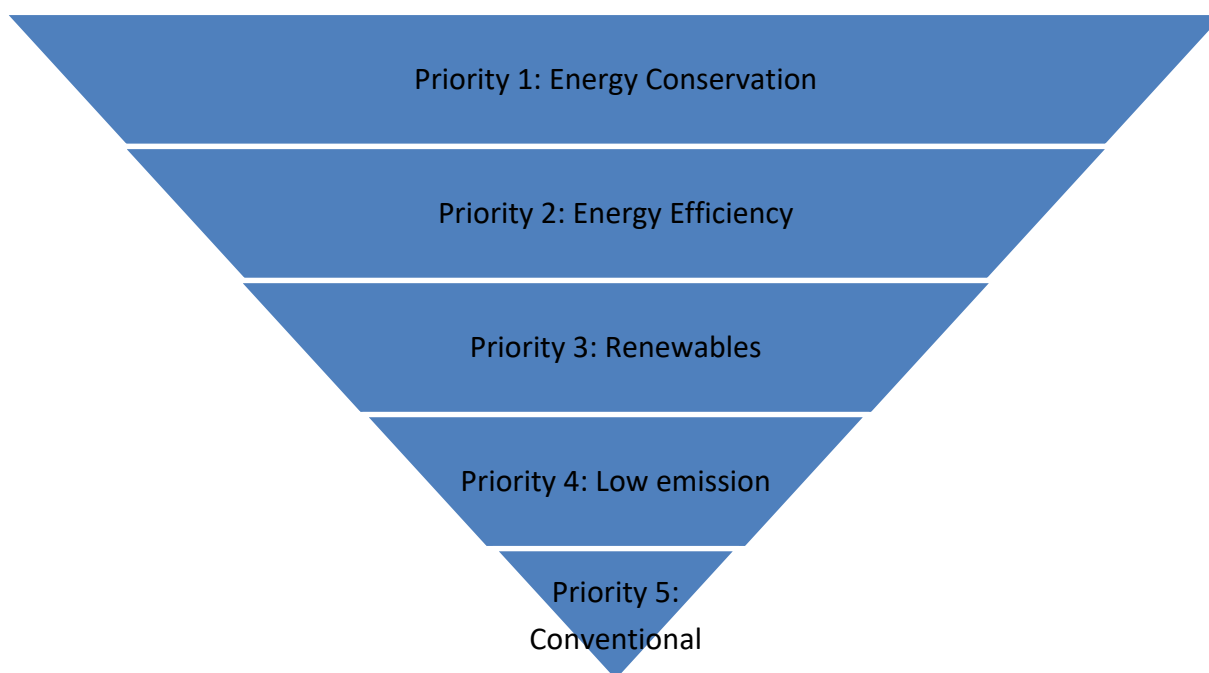 Priority 1: Energy Conservation
Priority 2: Energy Efficiency
Priority 3: Renewables
Priority 4: Low emission
Priority 5:
Conventional